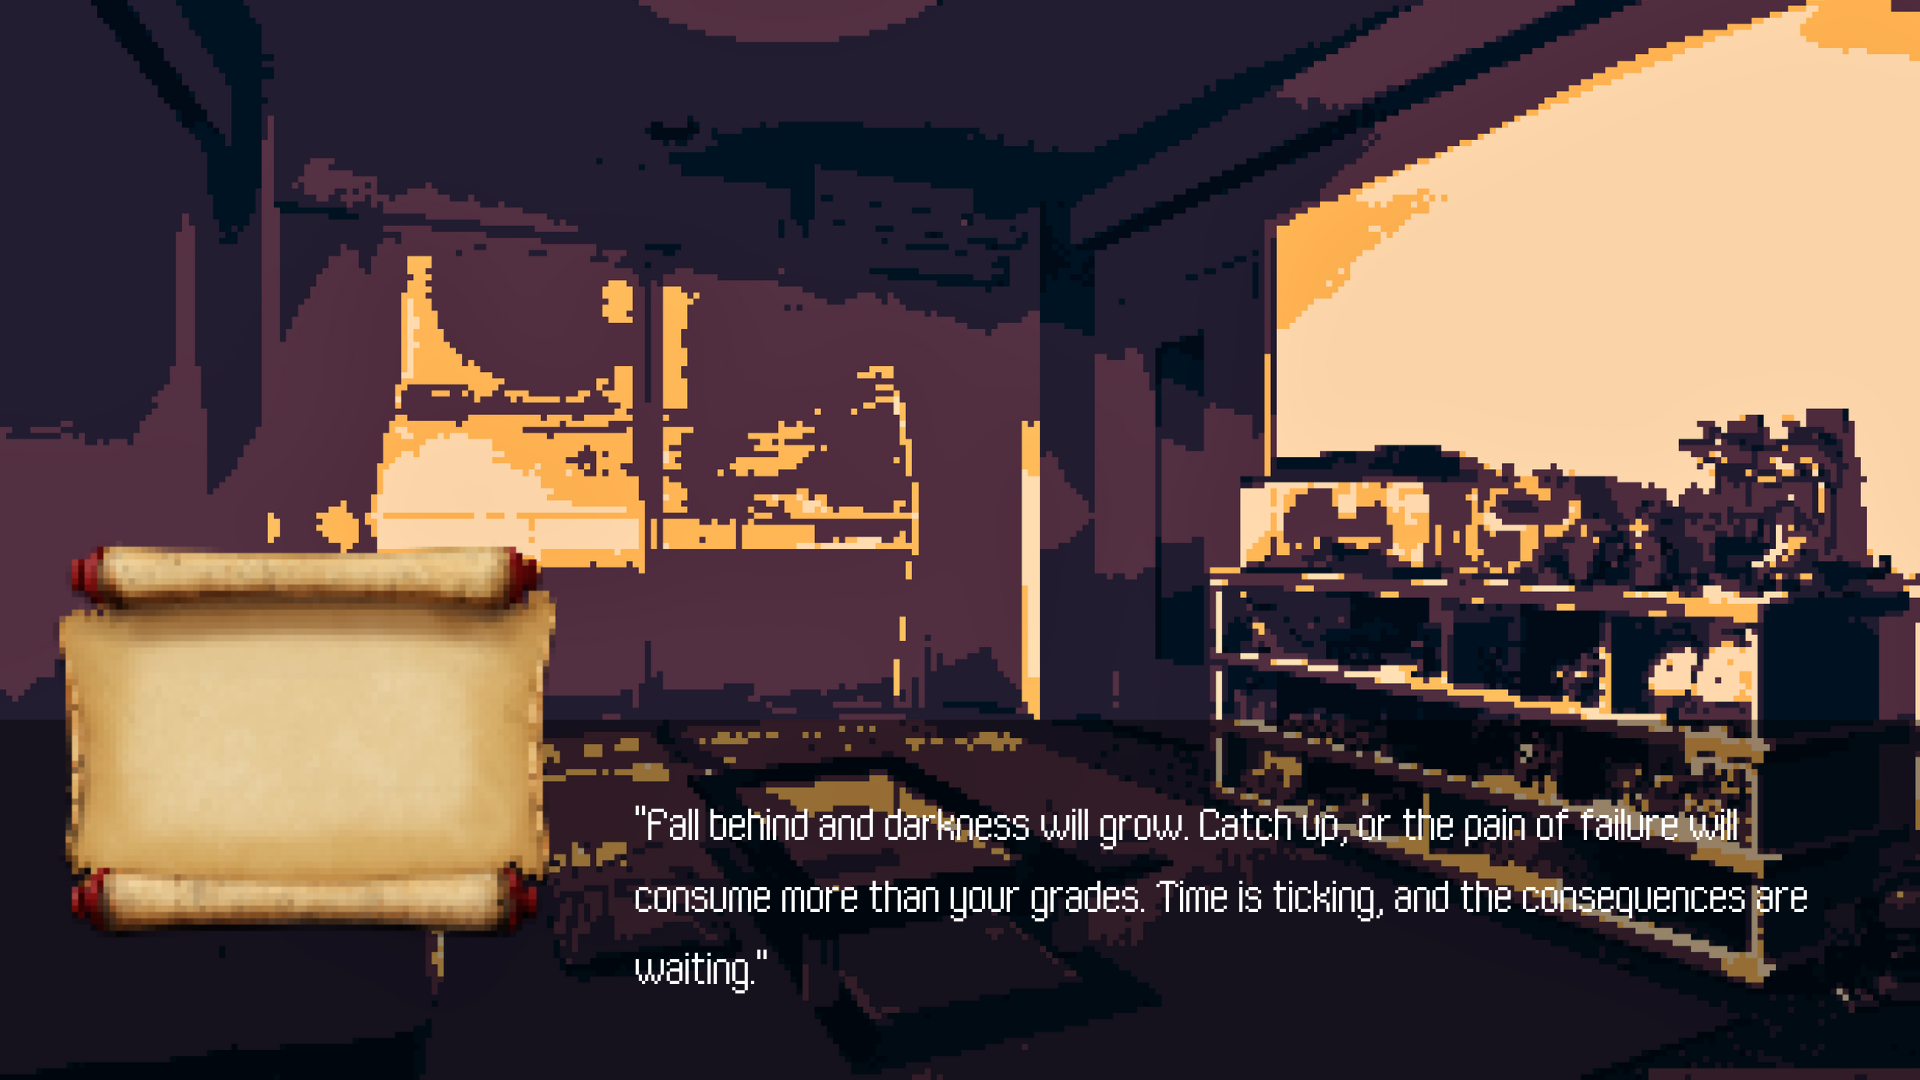 "Fall behind and darkness will grow. Catch up, or the pain of failure will
consume more than your grades. Time is ticking, and the consequences are
waiting."